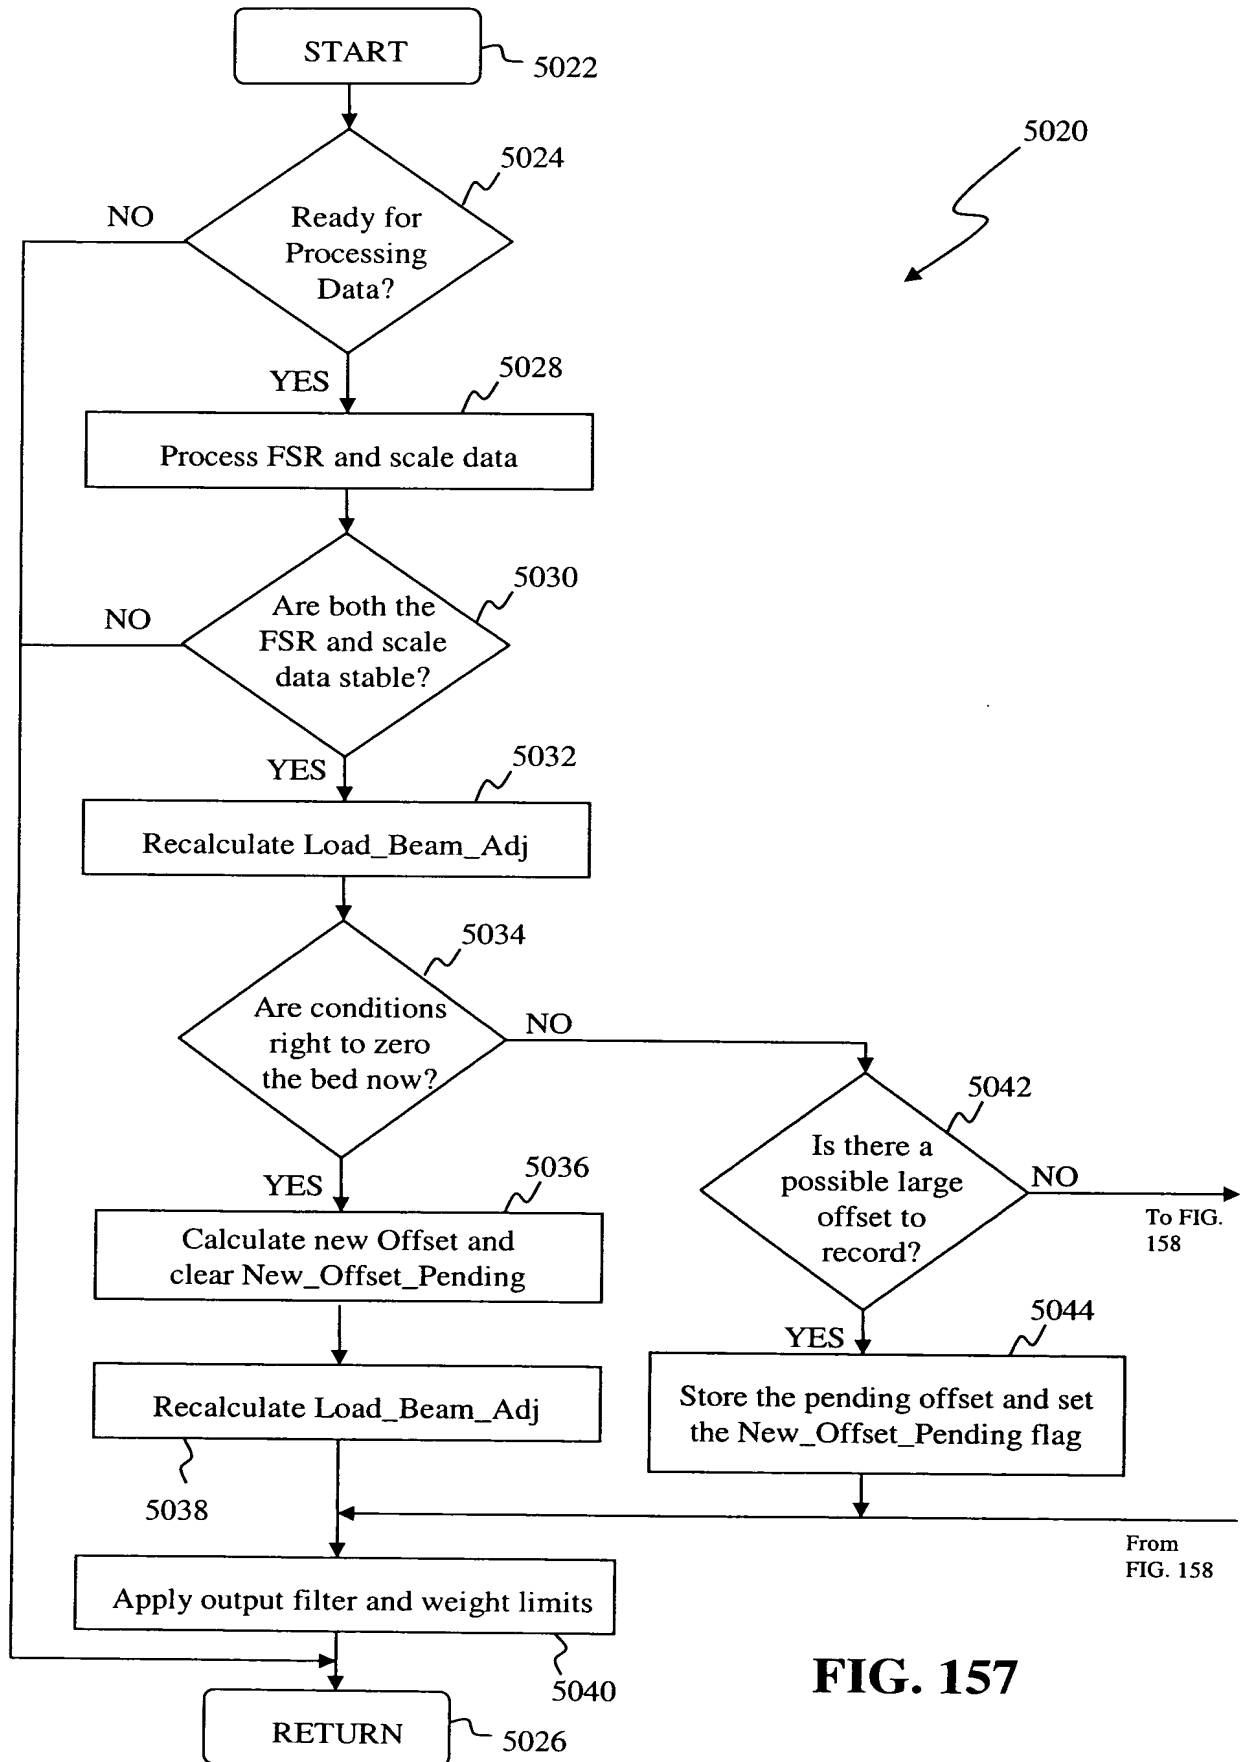 START
5022
5020
5024
NO
Ready for
Processing
Data?
YES
5028
Process FSR and scale data
5030
NO
Are both the
FSR and scale
data stable?
YES
5032
Recalculate Load_Beam_Adj
5034
Are conditions
right to zero
the bed now?
NO
5042
Is there a
possible large
offset to
record?
NO
To FIG.
158
YES
5036
Calculate new Offset and
clear New_Offset_Pending
YES
5044
Store the pending offset and set
the New_Offset_Pending flag
Recalculate Load_Beam_Adj
5038
From
FIG. 158
Apply output filter and weight limits
5040
FIG. 157
RETURN
5026